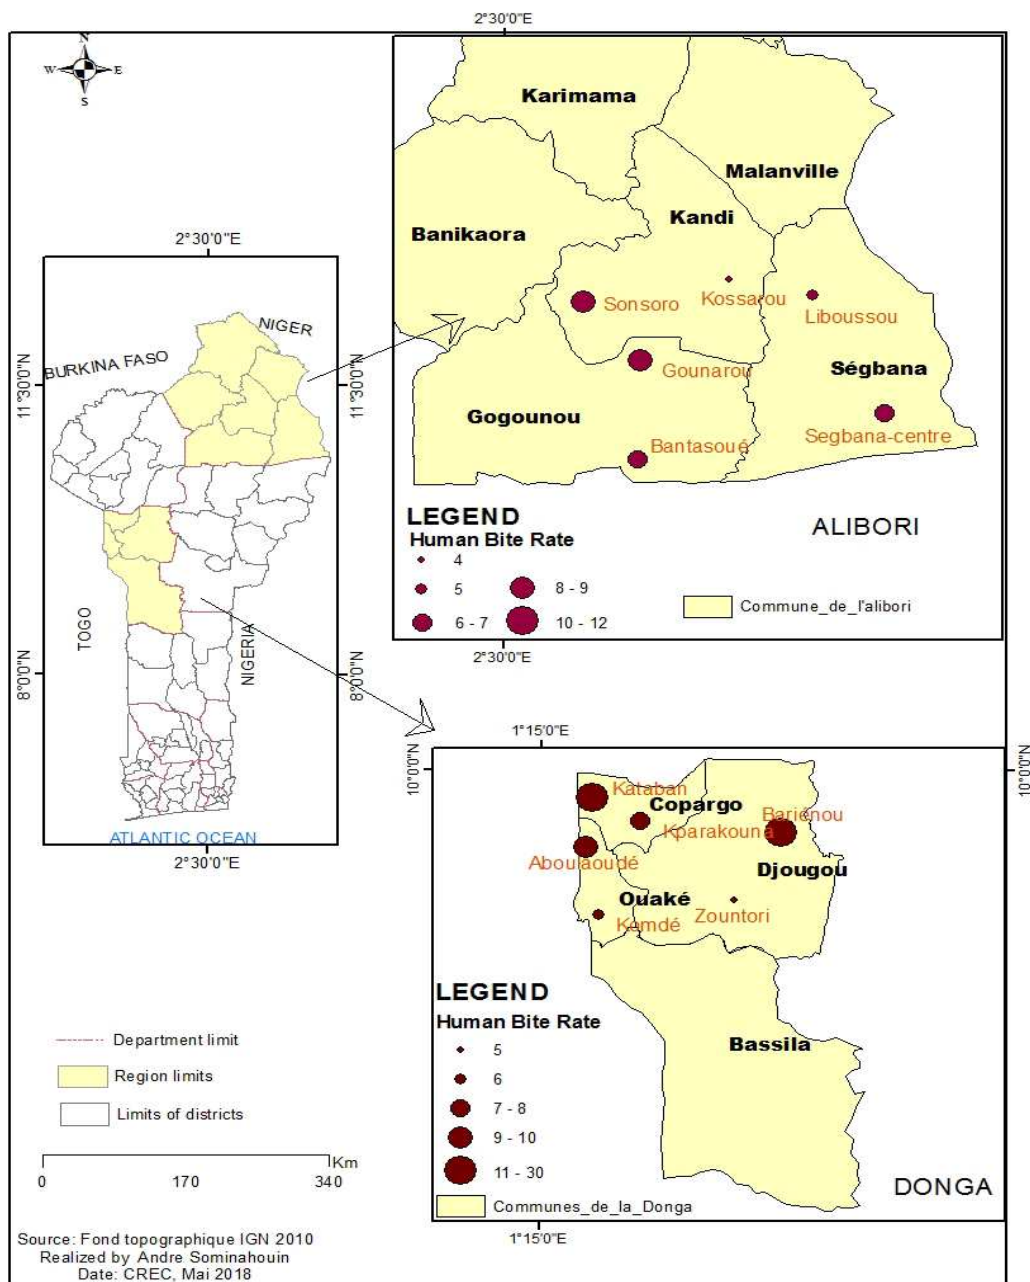 2°30'0"E
N
W E
S
Karimama
Malanville
Kandi
Banikaora
Sonsoro
Kossarou
Liboussou
Gounarou
Ségbana
Gogounou
Bantasoué
Segbana-centre
LEGEND
Human Bite Rate
4
5
6 - 7
8 - 9
10 - 12
ALIBORI
Commune_de_l'alibori
2°30'0"E
2°30'0"E
NIGER
BURKINA FASO
11°30'0"N
11°30'0"N
TOGO
NIGERIA
8°0'0"N
8°0'0"N
ATLANTIC OCEAN
2°30'0"E
1°15'0"E
10°0'0"N
10°0'0"N
Kataban
Copargo
Bariénou
Kparakouna
Aboulaoudé
Djougou
Ouaké
Zountori
Komdé
LEGEND
Human Bite Rate
5
6
7 - 8
9 - 10
11 - 30
Bassila
DONGA
Communes_de_la_Donga
1°15'0"E
Department limit
Region limits
Limits of districts
Km
0 170 340
Source: Fond topographique IGN 2010
Realized by Andre Sominahouin
Date: CREC, Mai 2018